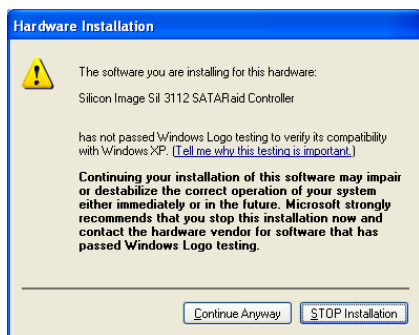 Hardware Installation
The software you are installing for this hardware:
Silicon Image SiI 3112 SATARaid Controller
has not passed Windows Logo testing to verify its compatibility
with Windows XP. (Tell me why this testing is important.)
Continuing your installation of this software may impair
or destabilize the correct operation of your system
either immediately or in the future. Microsoft strongly
recommends that you stop this installation now and
contact the hardware vendor for software that has
passed Windows Logo testing.
Continue Anyway
STOP Installation